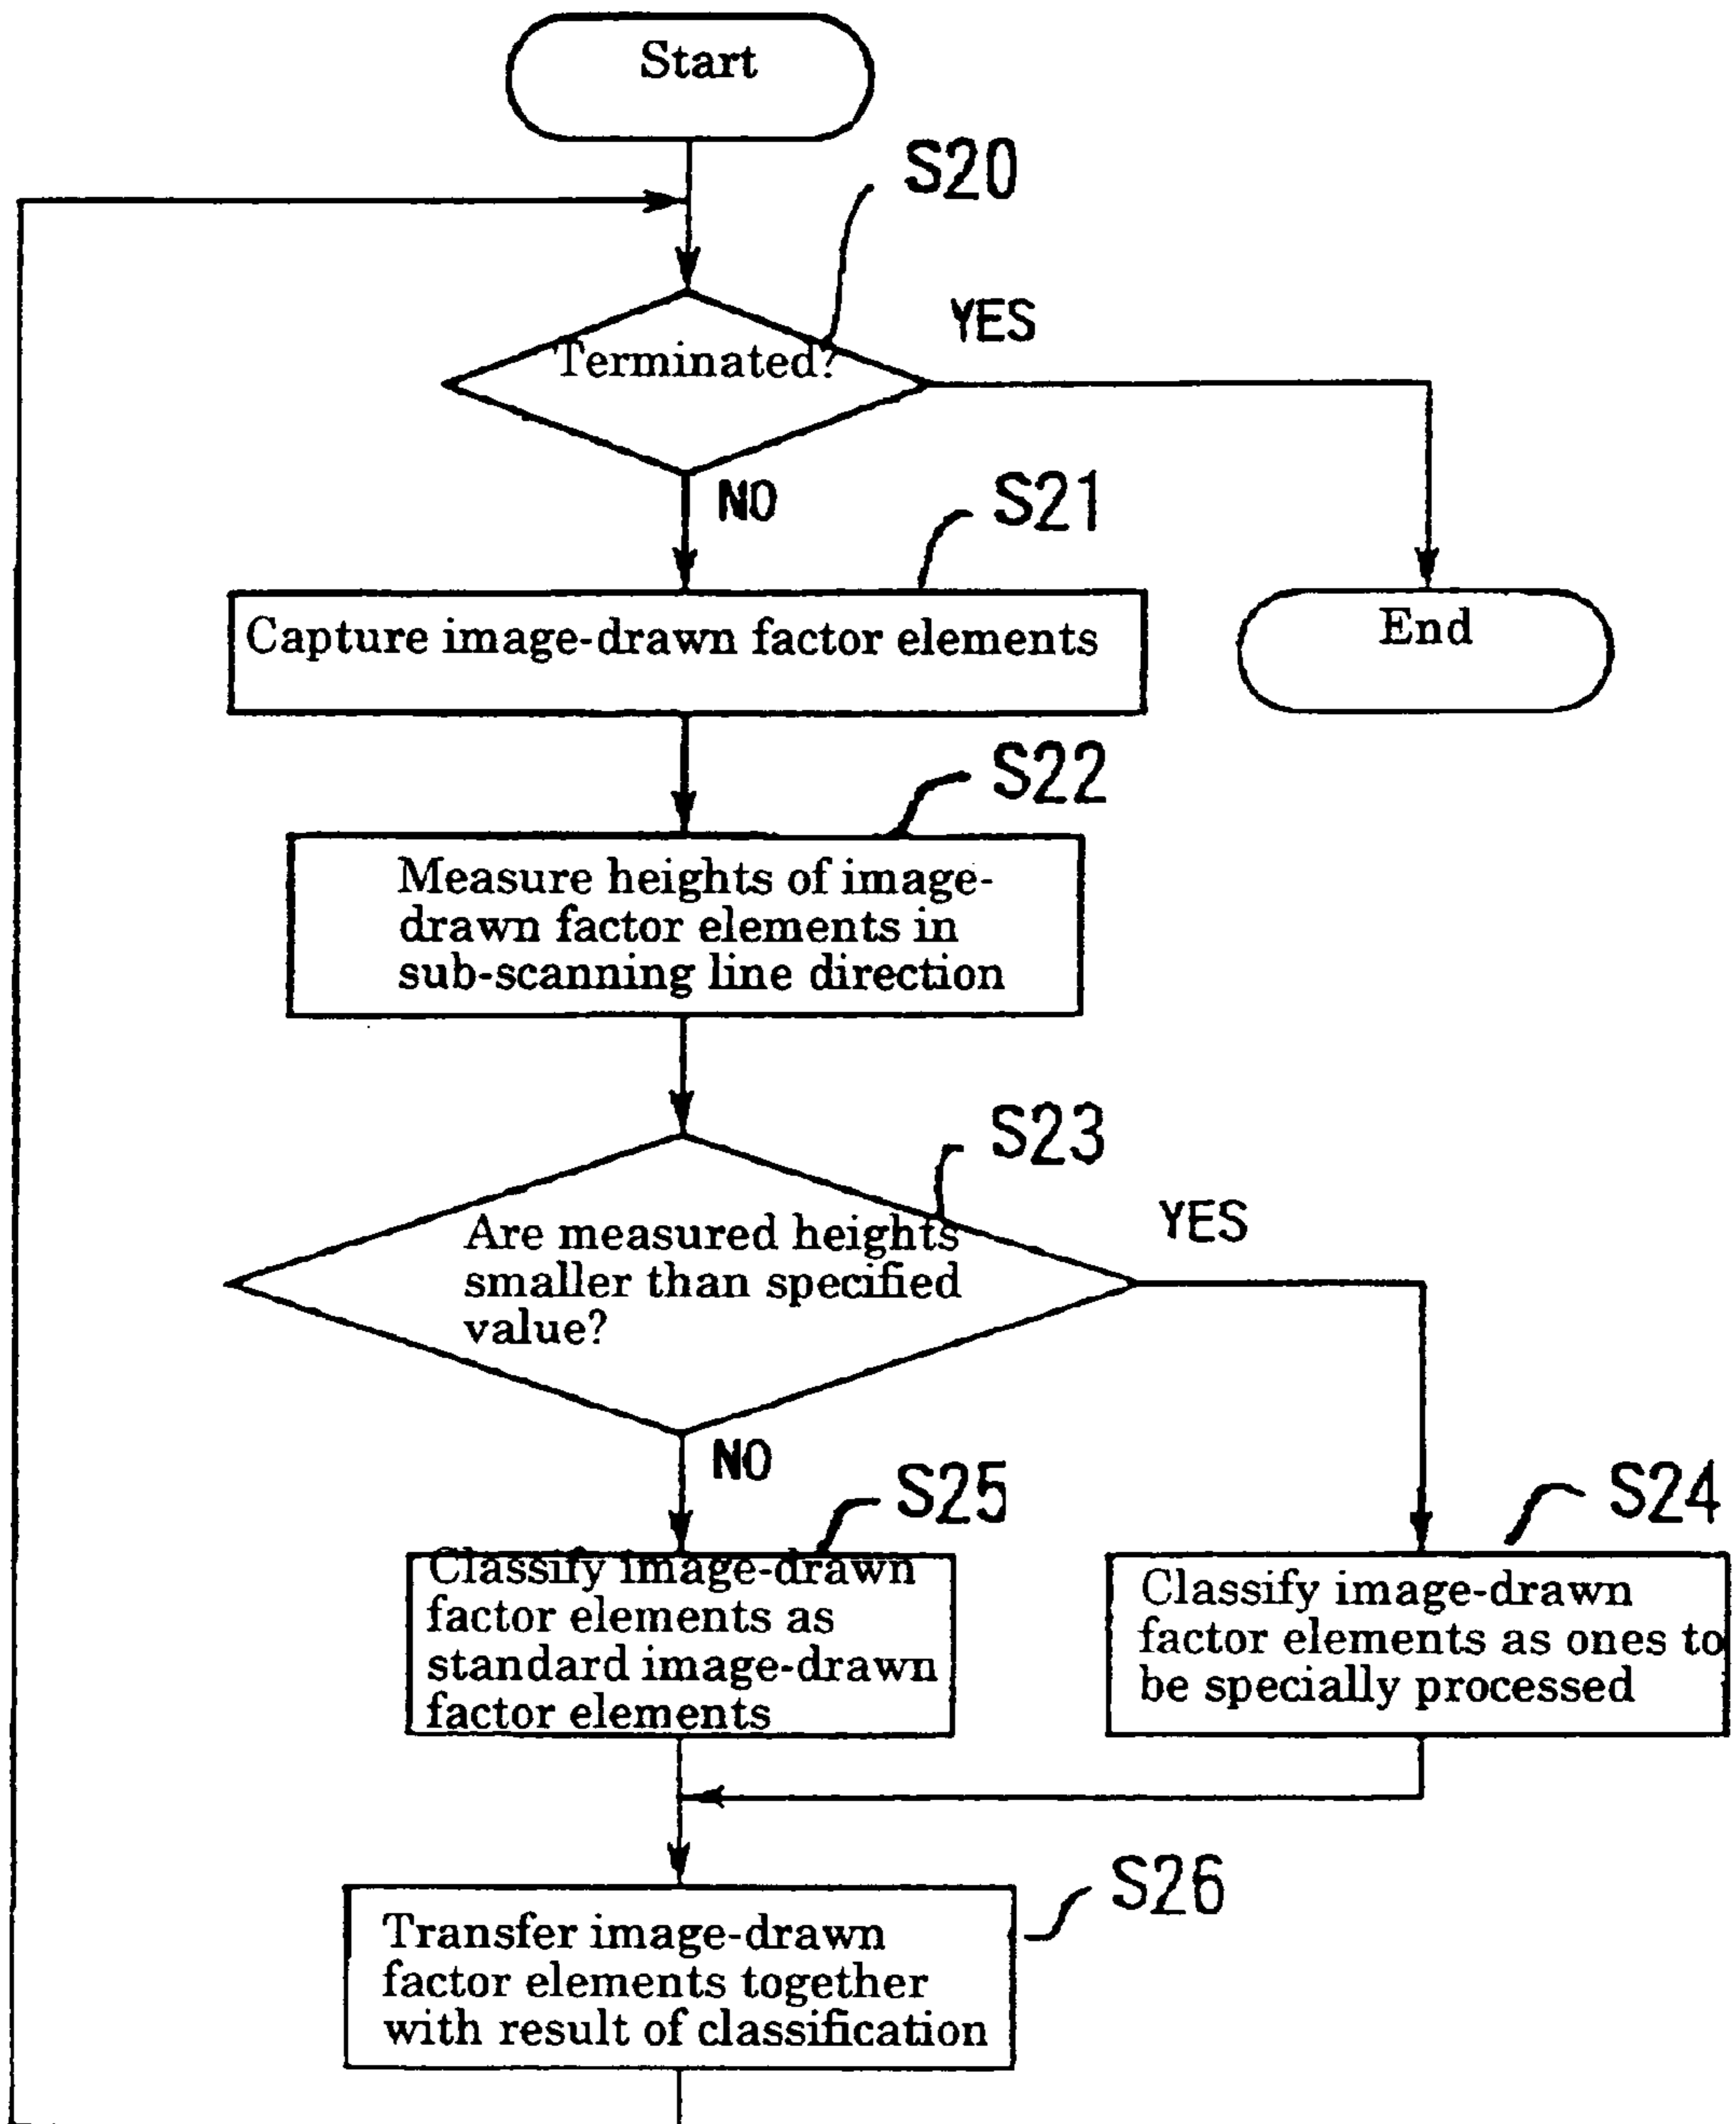 Start
S20
YES
Terminated?
NO
S21
Capture image-drawn factor elements
End
S22
Measure heights of image-
drawn factor elements in
sub-scanning line direction
S23
YES
Are measured heights
smaller than specified
value?
NO
S25
S24
Classify image-drawn
factor elements as
standard image-drawn
factor elements
Classify image-drawn
factor elements as ones to
be specially processed
S26
Transfer image-drawn
factor elements together
with result of classification